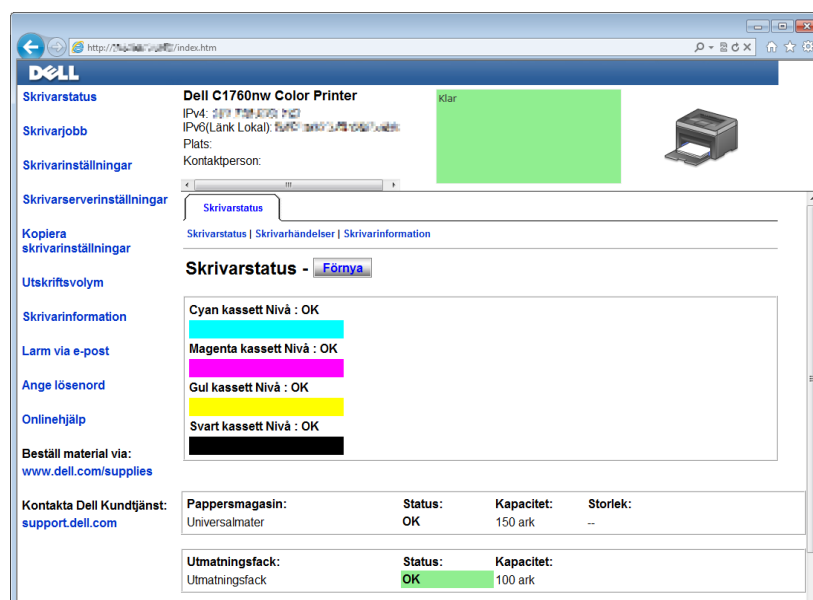 http:// /index.htm
DELL
Skrivarstatus
Skrivarjobb
Skrivarinställningar
Skrivarserverinställningar
Kopiera
skrivarinställningar
Utskriftsvolym
Skrivarinformation
Larm via e-post
Ange lösenord
Onlinehjälp
Beställ material via:
www.dell.com/supplies
Kontakta Dell Kundtjänst:
support.dell.com
Dell C1760nw Color Printer
IPv4:
IPv6(Länk Lokal):
Plats:
Kontaktperson:
Klar
Skrivarstatus
Skrivarstatus | Skrivarhändelser | Skrivarinformation
Skrivarstatus - Förnya
Cyan kassett Nivå : OK
Magenta kassett Nivå : OK
Gul kassett Nivå : OK
Svart kassett Nivå : OK
Pappersmagasin: Status: Kapacitet: Storlek:
Universalmater OK 150 ark --
Utmatningsfack: Status: Kapacitet:
Utmatningsfack OK 100 ark